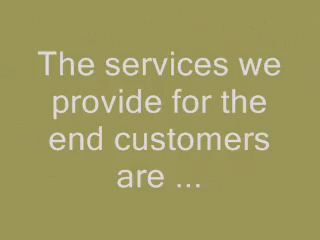 The services we
provide for the
end customers
are ...